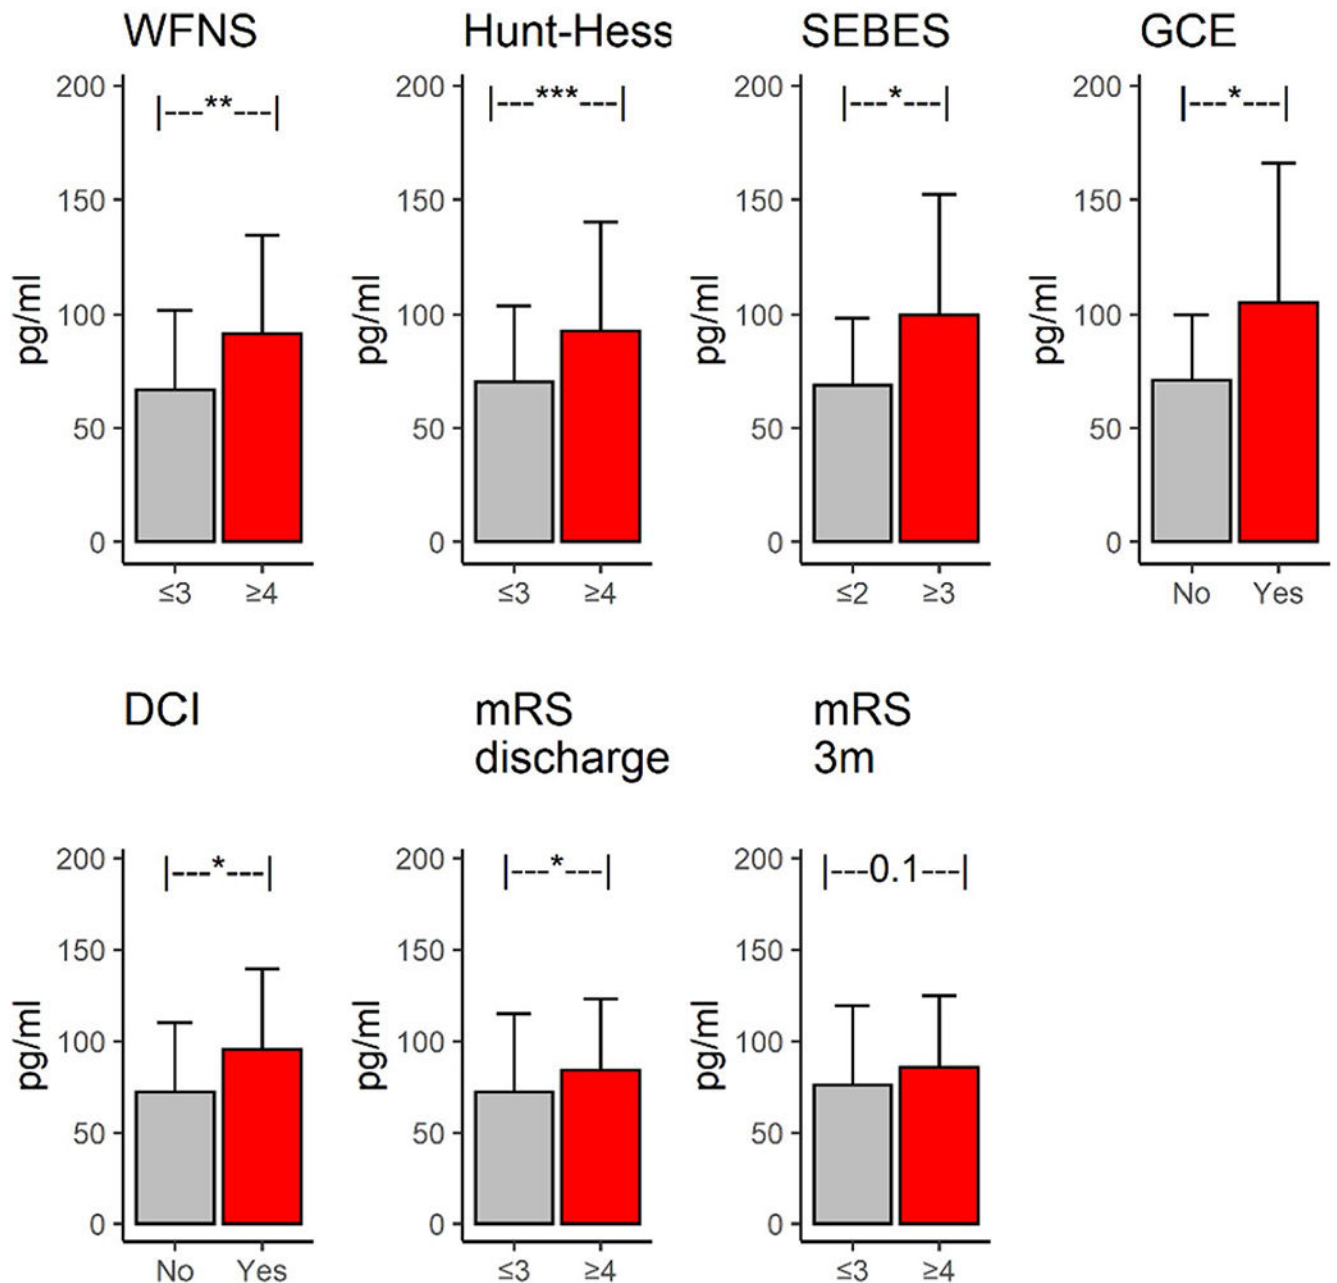 WFNS Hunt-Hess SEBES GCE
|---**---| |---***---| |---*---| |---*---|
200 200 200 200
150 150 150 150
pg/ml pg/ml pg/ml pg/ml
100 100 100 100
50 50 50 50
0 0 0 0
≤3 ≥4 ≤3 ≥4 ≤2 ≥3 No Yes
DCI mRS mRS
discharge 3m
|---*---| |---*---| |---0.1---|
200 200 200
150 150 150
pg/ml pg/ml pg/ml
100 100 100
50 50 50
0 0 0
No Yes ≤3 ≥4 ≤3 ≥4